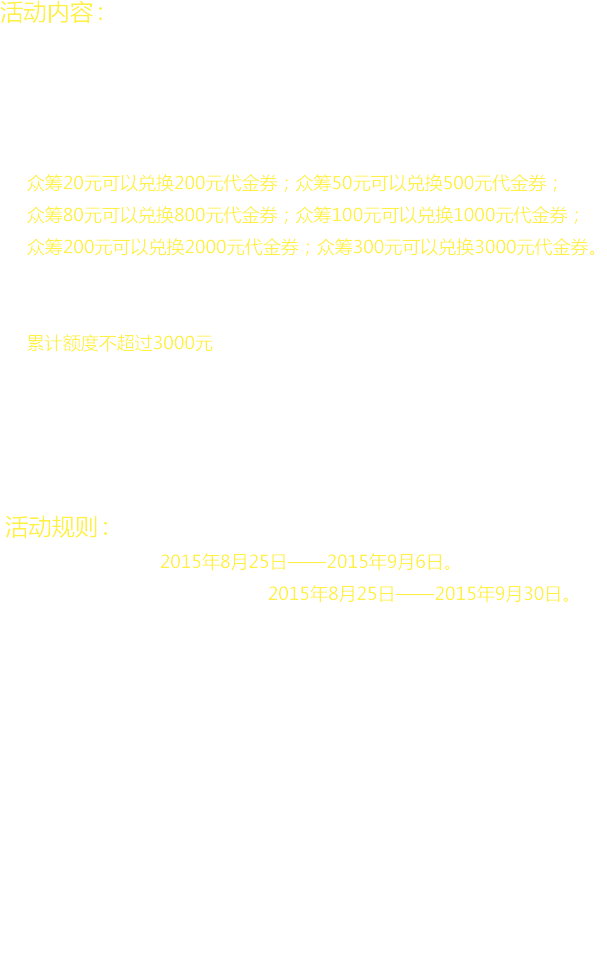 活动内容：
众筹20元可以兑换200元代金券；众筹50元可以兑换500元代金券；
众筹80元可以兑换800元代金券；众筹100元可以兑换1000元代金券；
众筹200元可以兑换2000元代金券；众筹300元可以兑换3000元代金券。
累计额度不超过3000元
活动规则：
2015年8月25日——2015年9月6日。
2015年8月25日——2015年9月30日。